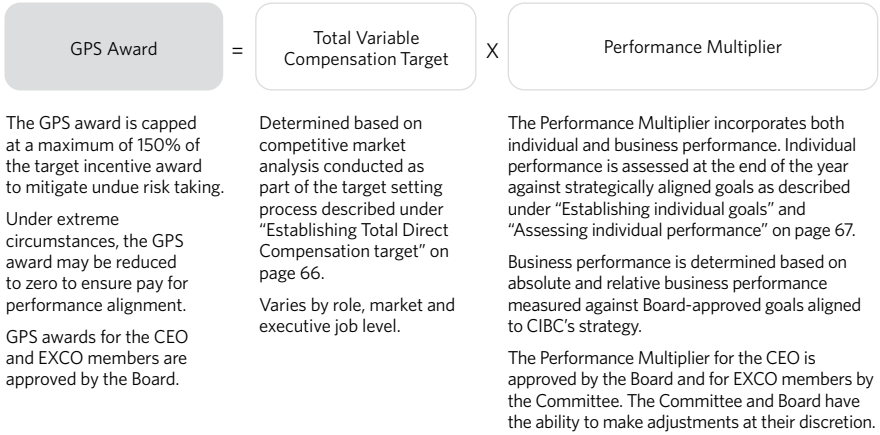 GPS Award
=
Total Variable
Compensation Target
X
Performance Multiplier
The GPS award is capped
at a maximum of 150% of
the target incentive award
to mitigate undue risk taking.
Under extreme
circumstances, the GPS
award may be reduced
to zero to ensure pay for
performance alignment.
GPS awards for the CEO
and EXCO members are
approved by the Board.
Determined based on
competitive market
analysis conducted as
part of the target setting
process described under
“Establishing Total Direct
Compensation target” on
page 66.
Varies by role, market and
executive job level.
The Performance Multiplier incorporates both
individual and business performance. Individual
performance is assessed at the end of the year
against strategically aligned goals as described
under “Establishing individual goals” and
“Assessing individual performance” on page 67.
Business performance is determined based on
absolute and relative business performance
measured against Board-approved goals aligned
to CIBC’s strategy.
The Performance Multiplier for the CEO is
approved by the Board and for EXCO members by
the Committee. The Committee and Board have
the ability to make adjustments at their discretion.